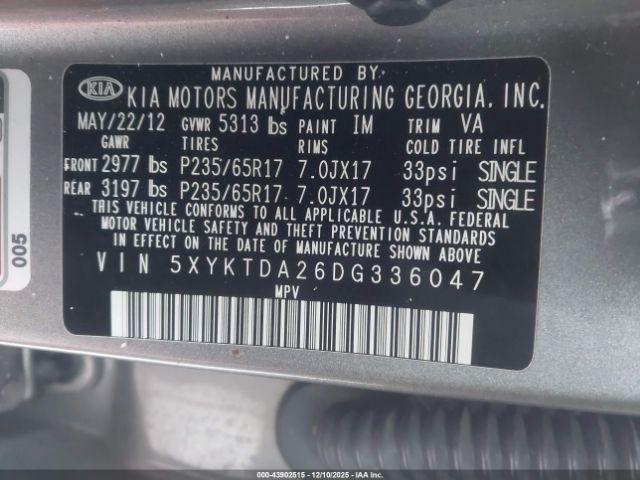 MANUFACTURED BY
KIA KIA MOTORS MANUFACTURING GEORGIA, INC.
MAY/22/12 GVWR 5313 lbs PAINT IM TRIM VA
GAWR TIRES RIMS COLD TIRE INFL
FRONT 2977 lbs P235/65R17 7.0JX17 33psi SINGLE
REAR 3197 lbs P235/65R17 7.0JX17 33psi SINGLE
THIS VEHICLE CONFORMS TO ALL APPLICABLE U.S.A. FEDERAL
MOTOR VEHICLE SAFETY AND THEFT PREVENTION STANDARDS
IN EFFECT ON THE DATE OF MANUFACTURE SHOWN ABOVE
VIN 5XYKTDA26DG336047
MPV
005
000-43902515 - 12/10/2025 - IAAC. Inc.